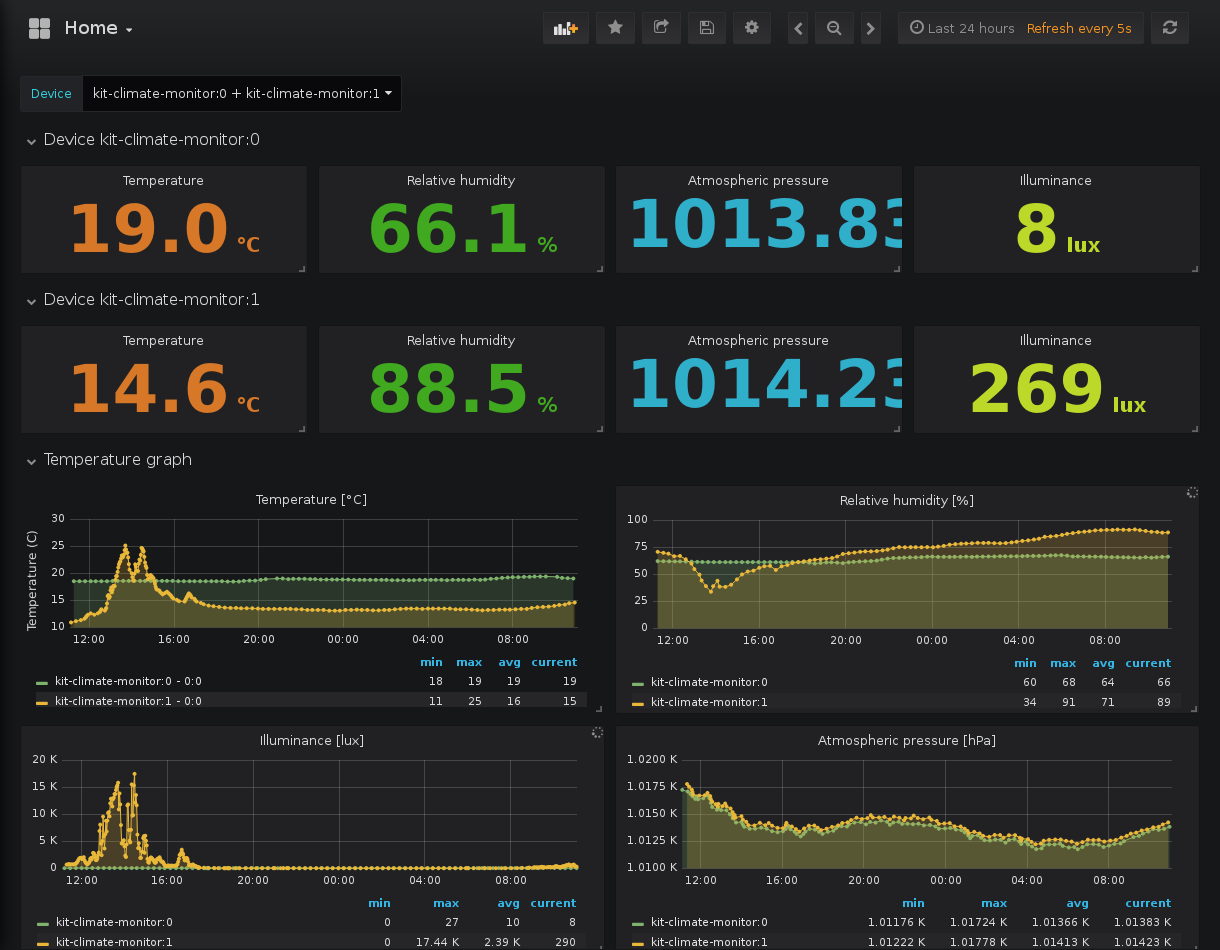 Home
Last 24 hours Refresh every 5s
Device kit-climate-monitor:0 + kit-climate-monitor:1
Device kit-climate-monitor:0
Temperature Relative humidity Atmospheric pressure Illuminance
19.0 °C 66.1 % 1013.83 8 lux
Device kit-climate-monitor:1
Temperature Relative humidity Atmospheric pressure Illuminance
14.6 °C 88.5 % 1014.23 269 lux
Temperature graph
Temperature [°C]
Temperature (C)
30
25
20
15
10
12:00 16:00 20:00 00:00 04:00 08:00
min max avg current
kit-climate-monitor:0 - 0:0 18 19 19 19
kit-climate-monitor:1 - 0:0 11 25 16 15
Relative humidity [%]
100
75
50
25
0
12:00 16:00 20:00 00:00 04:00 08:00
min max avg current
kit-climate-monitor:0 60 68 64 66
kit-climate-monitor:1 34 91 71 89
Illuminance [lux]
20 K
15 K
10 K
5 K
0
12:00 16:00 20:00 00:00 04:00 08:00
min max avg current
kit-climate-monitor:0 0 27 10 8
kit-climate-monitor:1 0 17.44 K 2.39 K 290
Atmospheric pressure [hPa]
1.0200 K
1.0175 K
1.0150 K
1.0125 K
1.0100 K
12:00 16:00 20:00 00:00 04:00 08:00
min max avg current
kit-climate-monitor:0 1.01176 K 1.01724 K 1.01366 K 1.01383 K
kit-climate-monitor:1 1.01222 K 1.01778 K 1.01413 K 1.01423 K